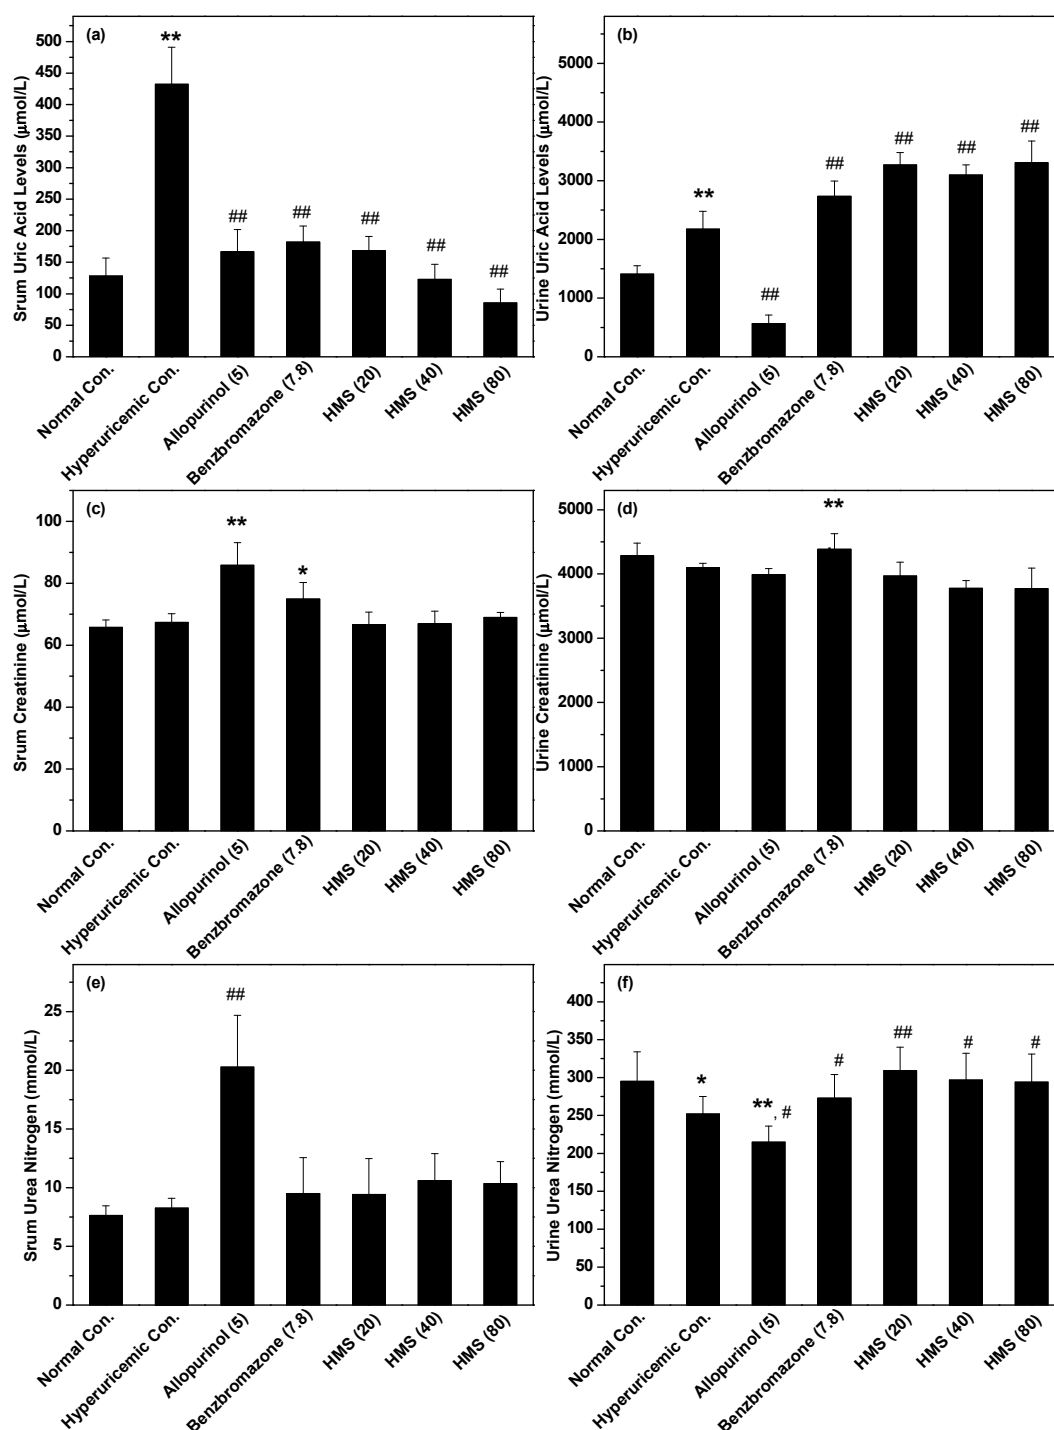 (a)
Srum Uric Acid Levels (μmol/L)
500
450
400
350
300
250
200
150
100
50
0
**
##
##
##
##
##
Normal Con.
Hyperuricemic Con.
Allopurinol (5)
Benzbromazone (7.8)
HMS (20)
HMS (40)
HMS (80)
(b)
Urine Uric Acid Levels (μmol/L)
5000
4000
3000
2000
1000
0
**
##
##
##
##
##
Normal Con.
Hyperuricemic Con.
Allopurinol (5)
Benzbromazone (7.8)
HMS (20)
HMS (40)
HMS (80)
(c)
Srum Creatinine (μmol/L)
100
80
60
40
20
0
**
*
Normal Con.
Hyperuricemic Con.
Allopurinol (5)
Benzbromazone (7.8)
HMS (20)
HMS (40)
HMS (80)
(d)
Urine Creatinine (μmol/L)
5000
4000
3000
2000
1000
0
**
Normal Con.
Hyperuricemic Con.
Allopurinol (5)
Benzbromazone (7.8)
HMS (20)
HMS (40)
HMS (80)
(e)
Srum Urea Nitrogen (mmol/L)
25
20
15
10
5
0
##
Normal Con.
Hyperuricemic Con.
Allopurinol (5)
Benzbromazone (7.8)
HMS (20)
HMS (40)
HMS (80)
(f)
Urine Urea Nitrogen (mmol/L)
400
350
300
250
200
150
100
50
0
*
**, #
#
##
#
#
Normal Con.
Hyperuricemic Con.
Allopurinol (5)
Benzbromazone (7.8)
HMS (20)
HMS (40)
HMS (80)